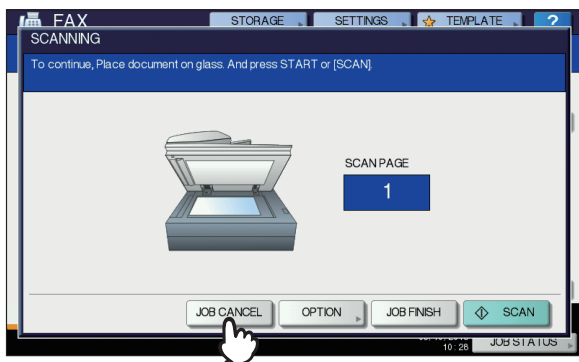 FAX STORAGE SETTINGS TEMPLATE ?
SCANNING
To continue, Place document on glass. And press START or [SCAN].
SCAN PAGE
1
JOB CANCEL OPTION JOB FINISH SCAN
10:28 JOB STATUS